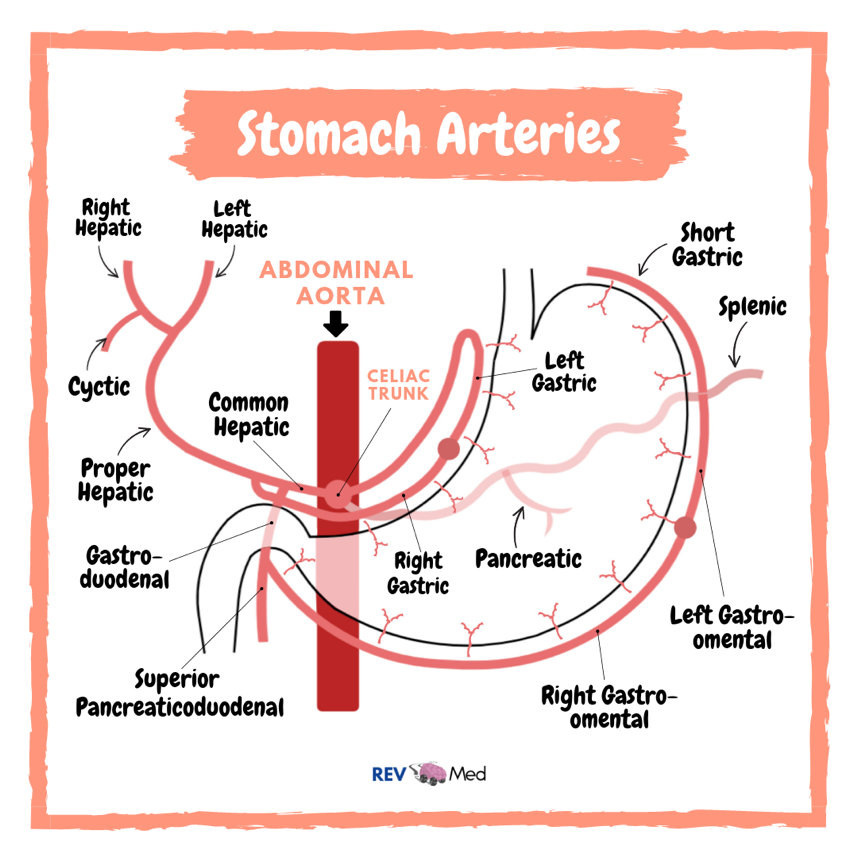 Stomach Arteries
Right
Hepatic
Left
Hepatic
ABDOMINAL
AORTA
Short
Gastric
Splenic
CELIAC
TRUNK
Left
Gastric
Cyctic
Common
Hepatic
Proper
Hepatic
Gastro-
duodenal
Right
Gastric
Pancreatic
Left Gastro-
omental
Superior
Pancreaticoduodenal
Right Gastro-
omental
REV Med